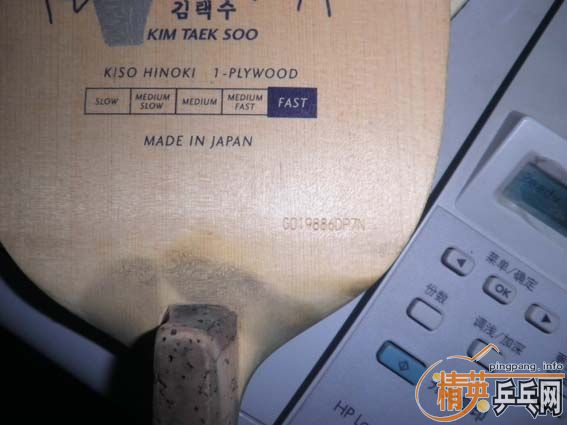 김택수
KIM TAEK SOO
KISO HINOKI 1-PLYWOOD
SLOW MEDIUM SLOW MEDIUM MEDIUM FAST FAST
MADE IN JAPAN
GD19886DP7N
菜单/确定
OK
份数
调浅/加深
HP
pingpang.info
精英乒乓网